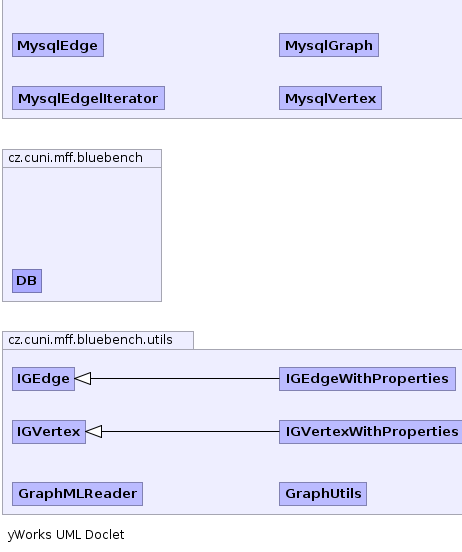 MysqlEdge MysqlGraph
MysqlEdgelIterator MysqlVertex
cz.cuni.mff.bluebench
DB
cz.cuni.mff.bluebench.utils
IGEdge IGEdgeWithProperties
IGVertex IGVertexWithProperties
GraphMLReader GraphUtils
yWorks UML Doclet